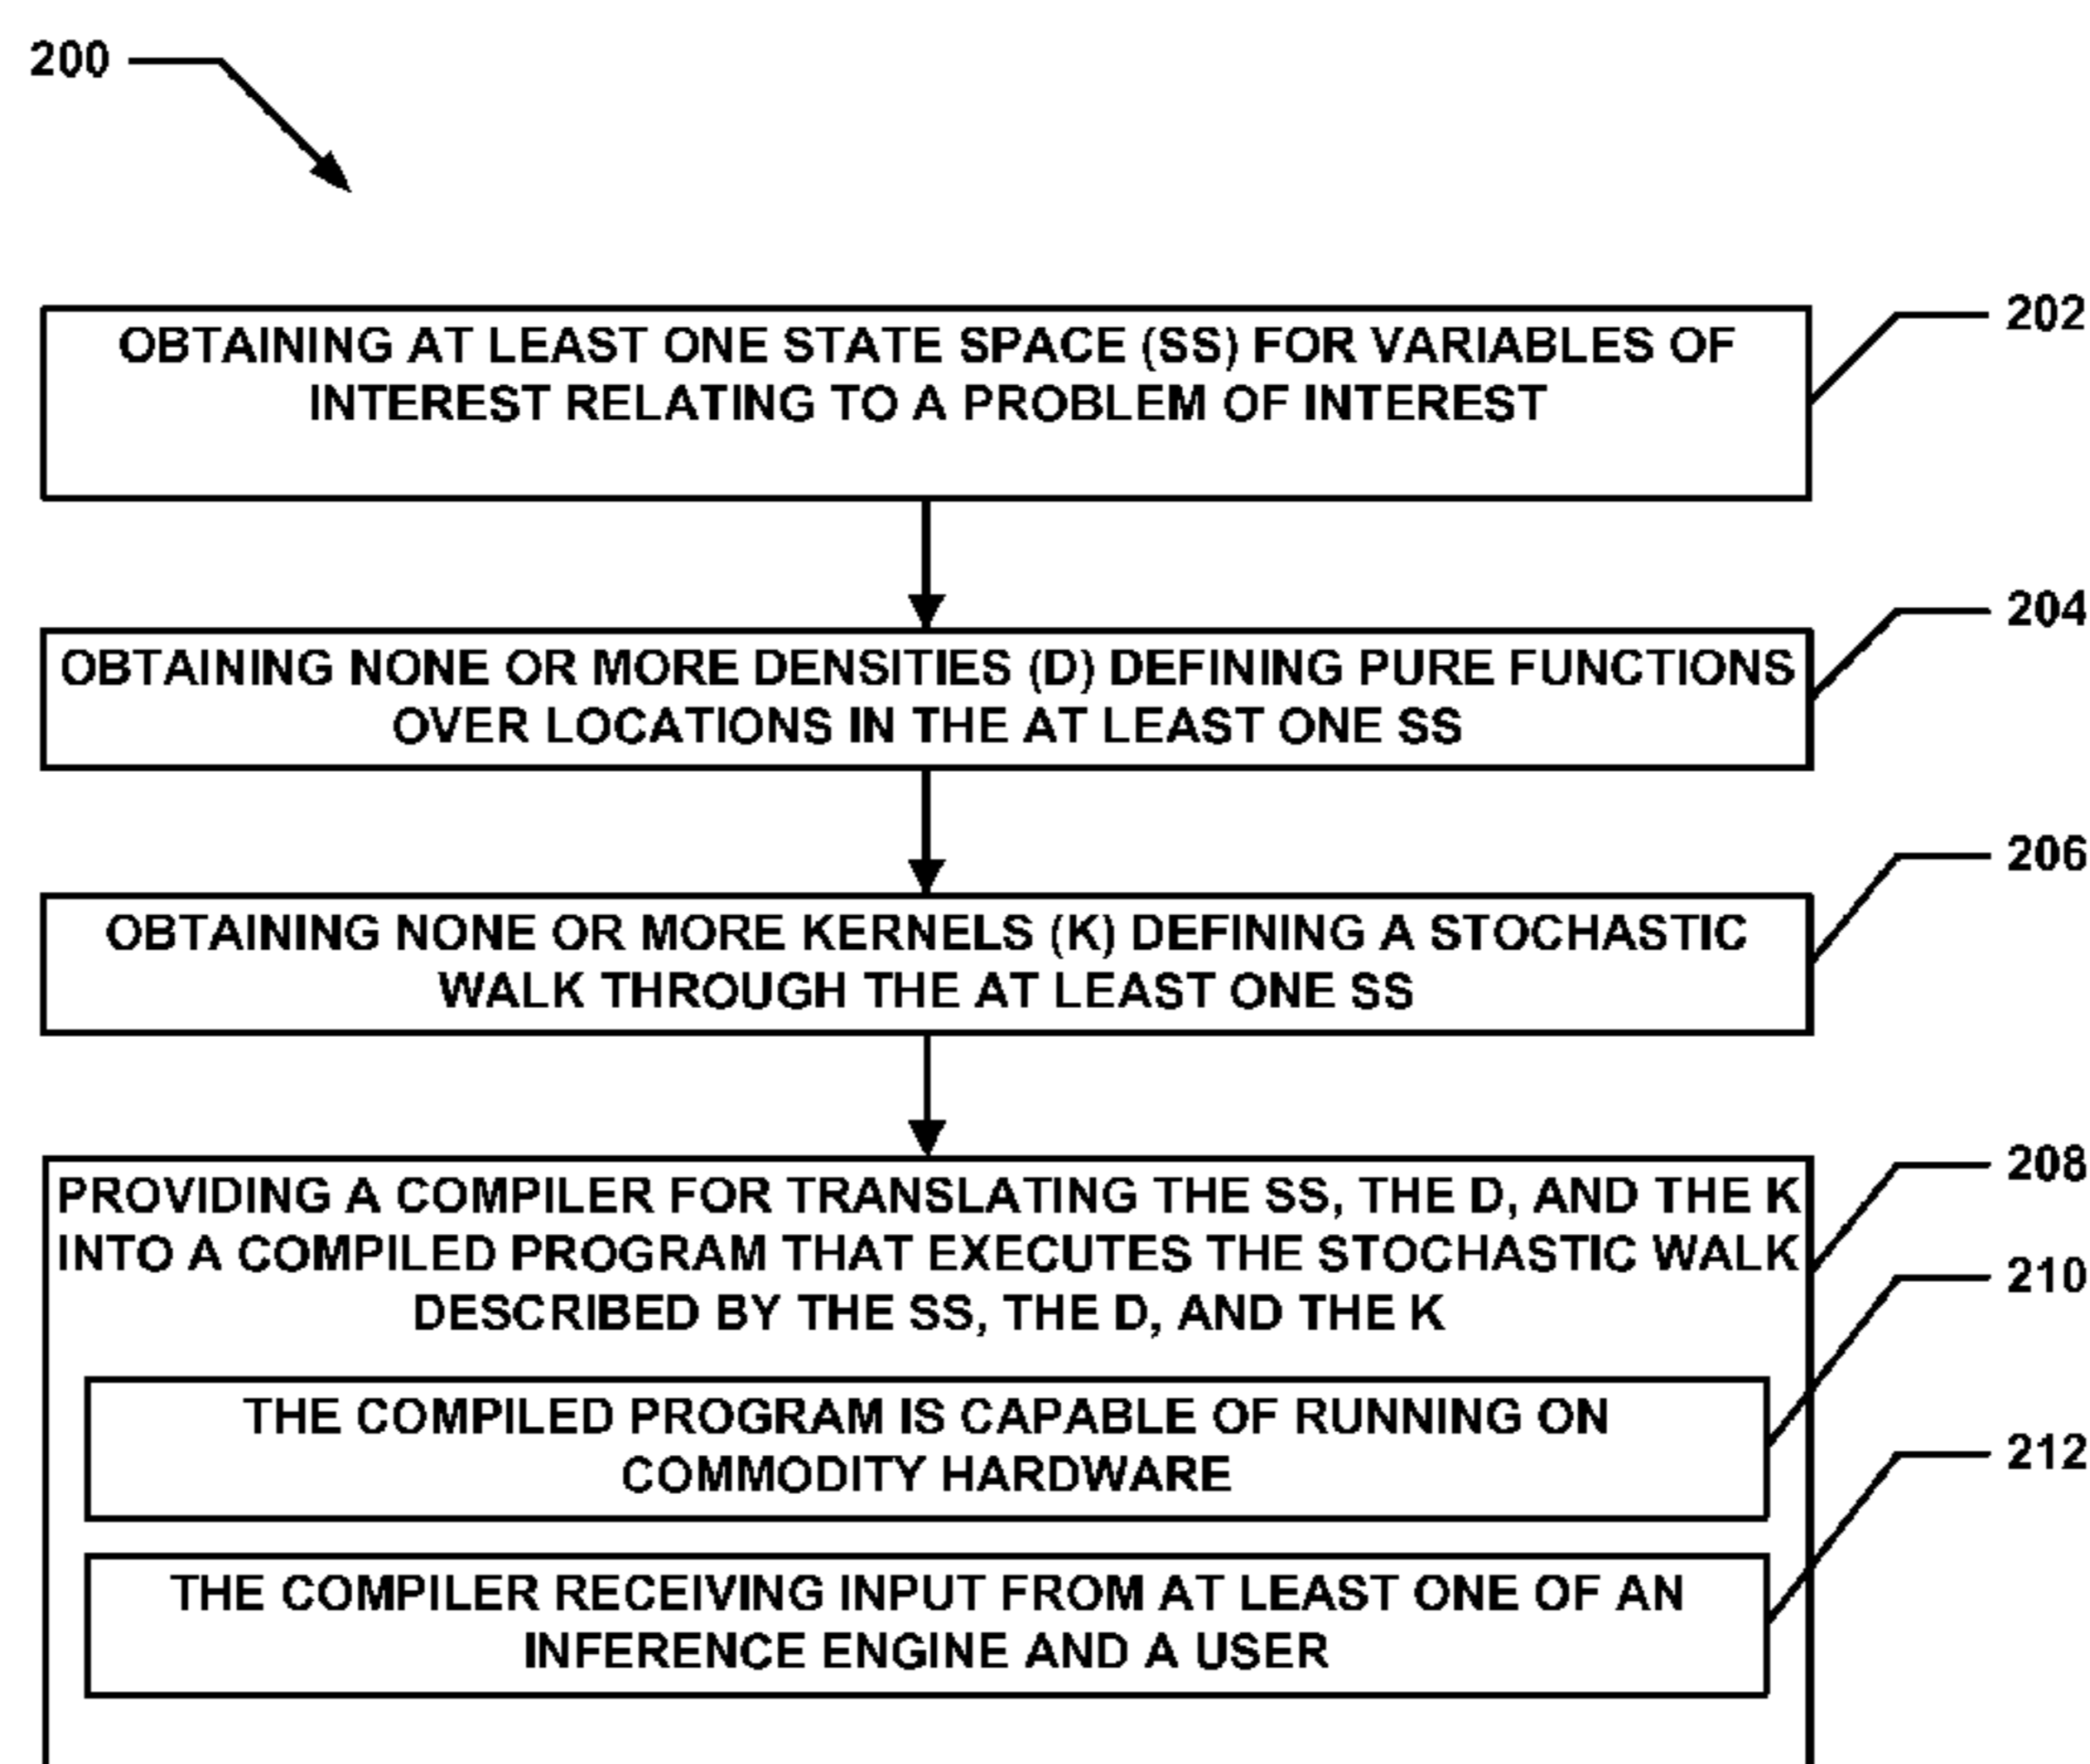 200
OBTAINING AT LEAST ONE STATE SPACE (SS) FOR VARIABLES OF
INTEREST RELATING TO A PROBLEM OF INTEREST
202
OBTAINING NONE OR MORE DENSITIES (D) DEFINING PURE FUNCTIONS
OVER LOCATIONS IN THE AT LEAST ONE SS
204
OBTAINING NONE OR MORE KERNELS (K) DEFINING A STOCHASTIC
WALK THROUGH THE AT LEAST ONE SS
206
PROVIDING A COMPILER FOR TRANSLATING THE SS, THE D, AND THE K
INTO A COMPILED PROGRAM THAT EXECUTES THE STOCHASTIC WALK
DESCRIBED BY THE SS, THE D, AND THE K
208
THE COMPILED PROGRAM IS CAPABLE OF RUNNING ON
COMMODITY HARDWARE
210
THE COMPILER RECEIVING INPUT FROM AT LEAST ONE OF AN
INFERENCE ENGINE AND A USER
212